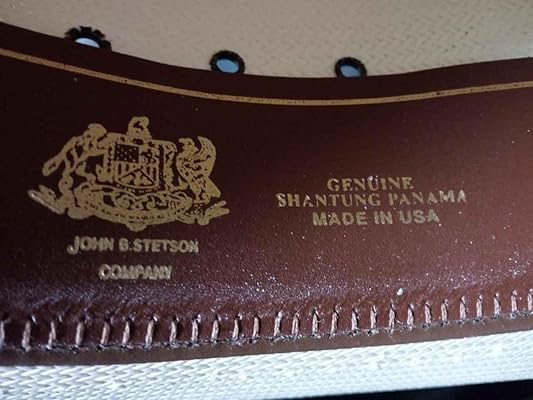 JOHN B. STETSON
COMPANY
GENUINE
SHANTUNG PANAMA
MADE IN USA